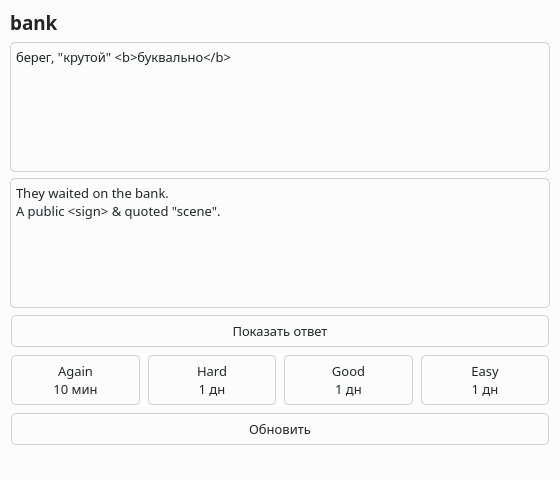 bank
берег, "крутой" <b>буквально</b>
They waited on the bank.
A public <sign> & quoted "scene".
Показать ответ
Again
10 мин
Hard
1 дн
Good
1 дн
Easy
1 дн
Обновить